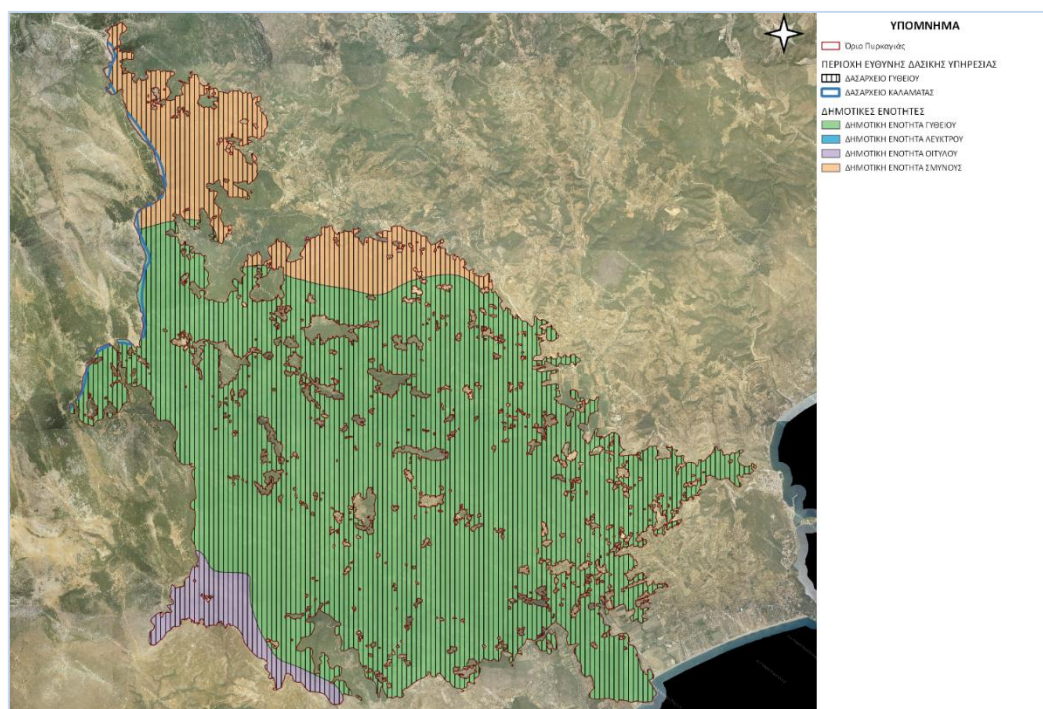 ΥΠΟΜΝΗΜΑ
Όριο Πυρκαγιάς
ΠΕΡΙΟΧΗ ΕΥΘΥΝΗΣ ΔΑΣΙΚΗΣ ΥΠΗΡΕΣΙΑΣ
ΔΑΣΑΡΧΕΙΟ ΓΥΘΕΙΟΥ
ΔΑΣΑΡΧΕΙΟ ΚΑΛΑΜΑΤΑΣ
ΔΗΜΟΤΙΚΕΣ ΕΝΟΤΗΤΕΣ
ΔΗΜΟΤΙΚΗ ΕΝΟΤΗΤΑ ΓΥΘΕΙΟΥ
ΔΗΜΟΤΙΚΗ ΕΝΟΤΗΤΑ ΛΕΥΚΤΡΟΥ
ΔΗΜΟΤΙΚΗ ΕΝΟΤΗΤΑ ΟΙΤΥΛΟΥ
ΔΗΜΟΤΙΚΗ ΕΝΟΤΗΤΑ ΣΜΥΝΟΥΣ